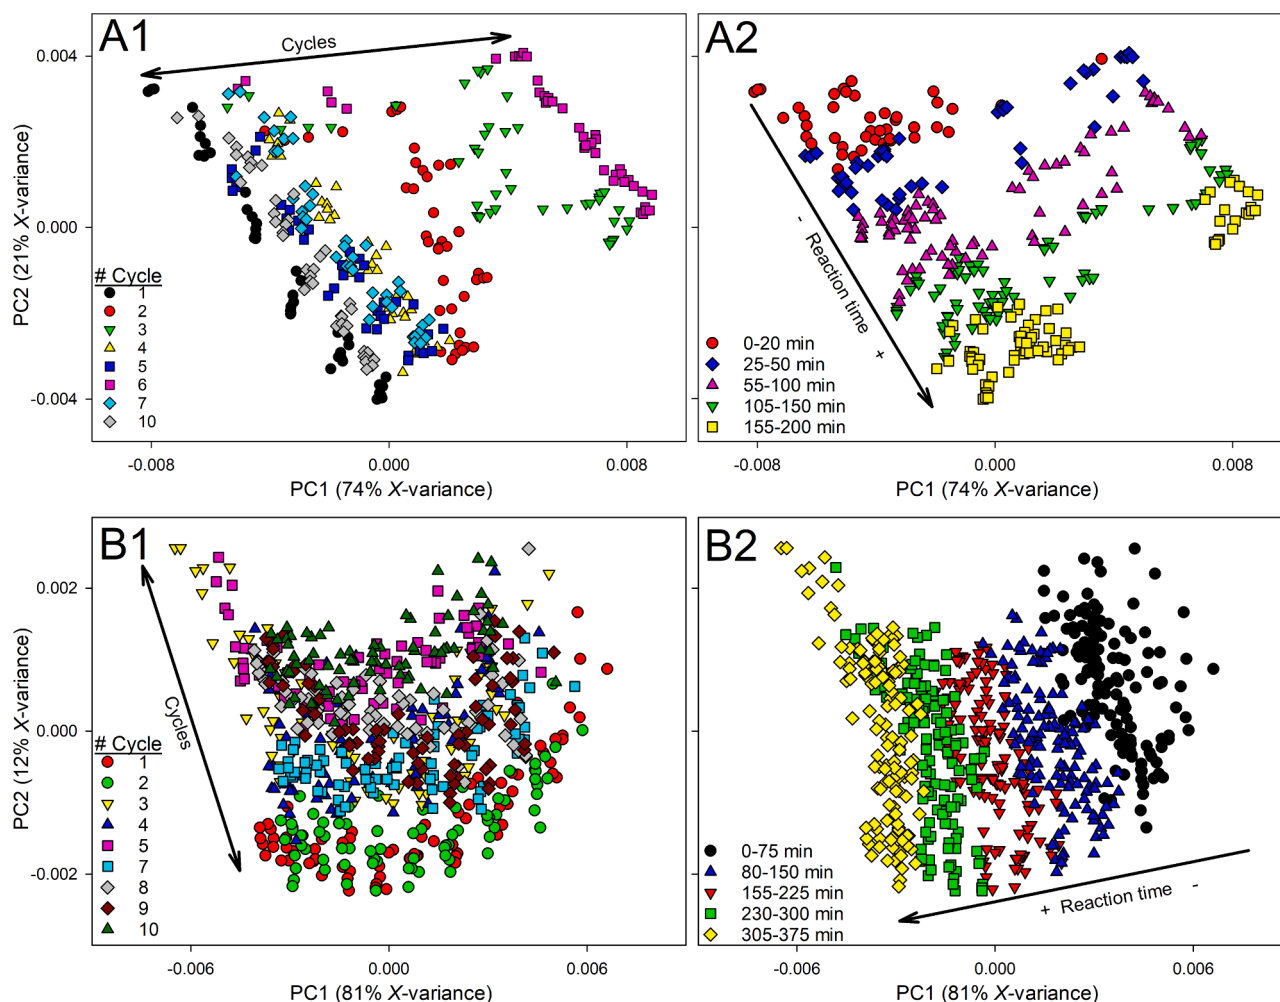 A1
Cycles
0.004
0.000
-0.004
PC2 (21% X-variance)
# Cycle
1
2
3
4
5
6
7
10
-0.008
0.000
0.008
PC1 (74% X-variance)
A2
- Reaction time +
0-20 min
25-50 min
55-100 min
105-150 min
155-200 min
-0.008
0.000
0.008
PC1 (74% X-variance)
B1
Cycles
0.002
0.000
-0.002
PC2 (12% X-variance)
# Cycle
1
2
3
4
5
7
8
9
10
-0.006
0.000
0.006
PC1 (81% X-variance)
B2
0-75 min
80-150 min
155-225 min
230-300 min
305-375 min
+ Reaction time -
-0.006
0.000
0.006
PC1 (81% X-variance)